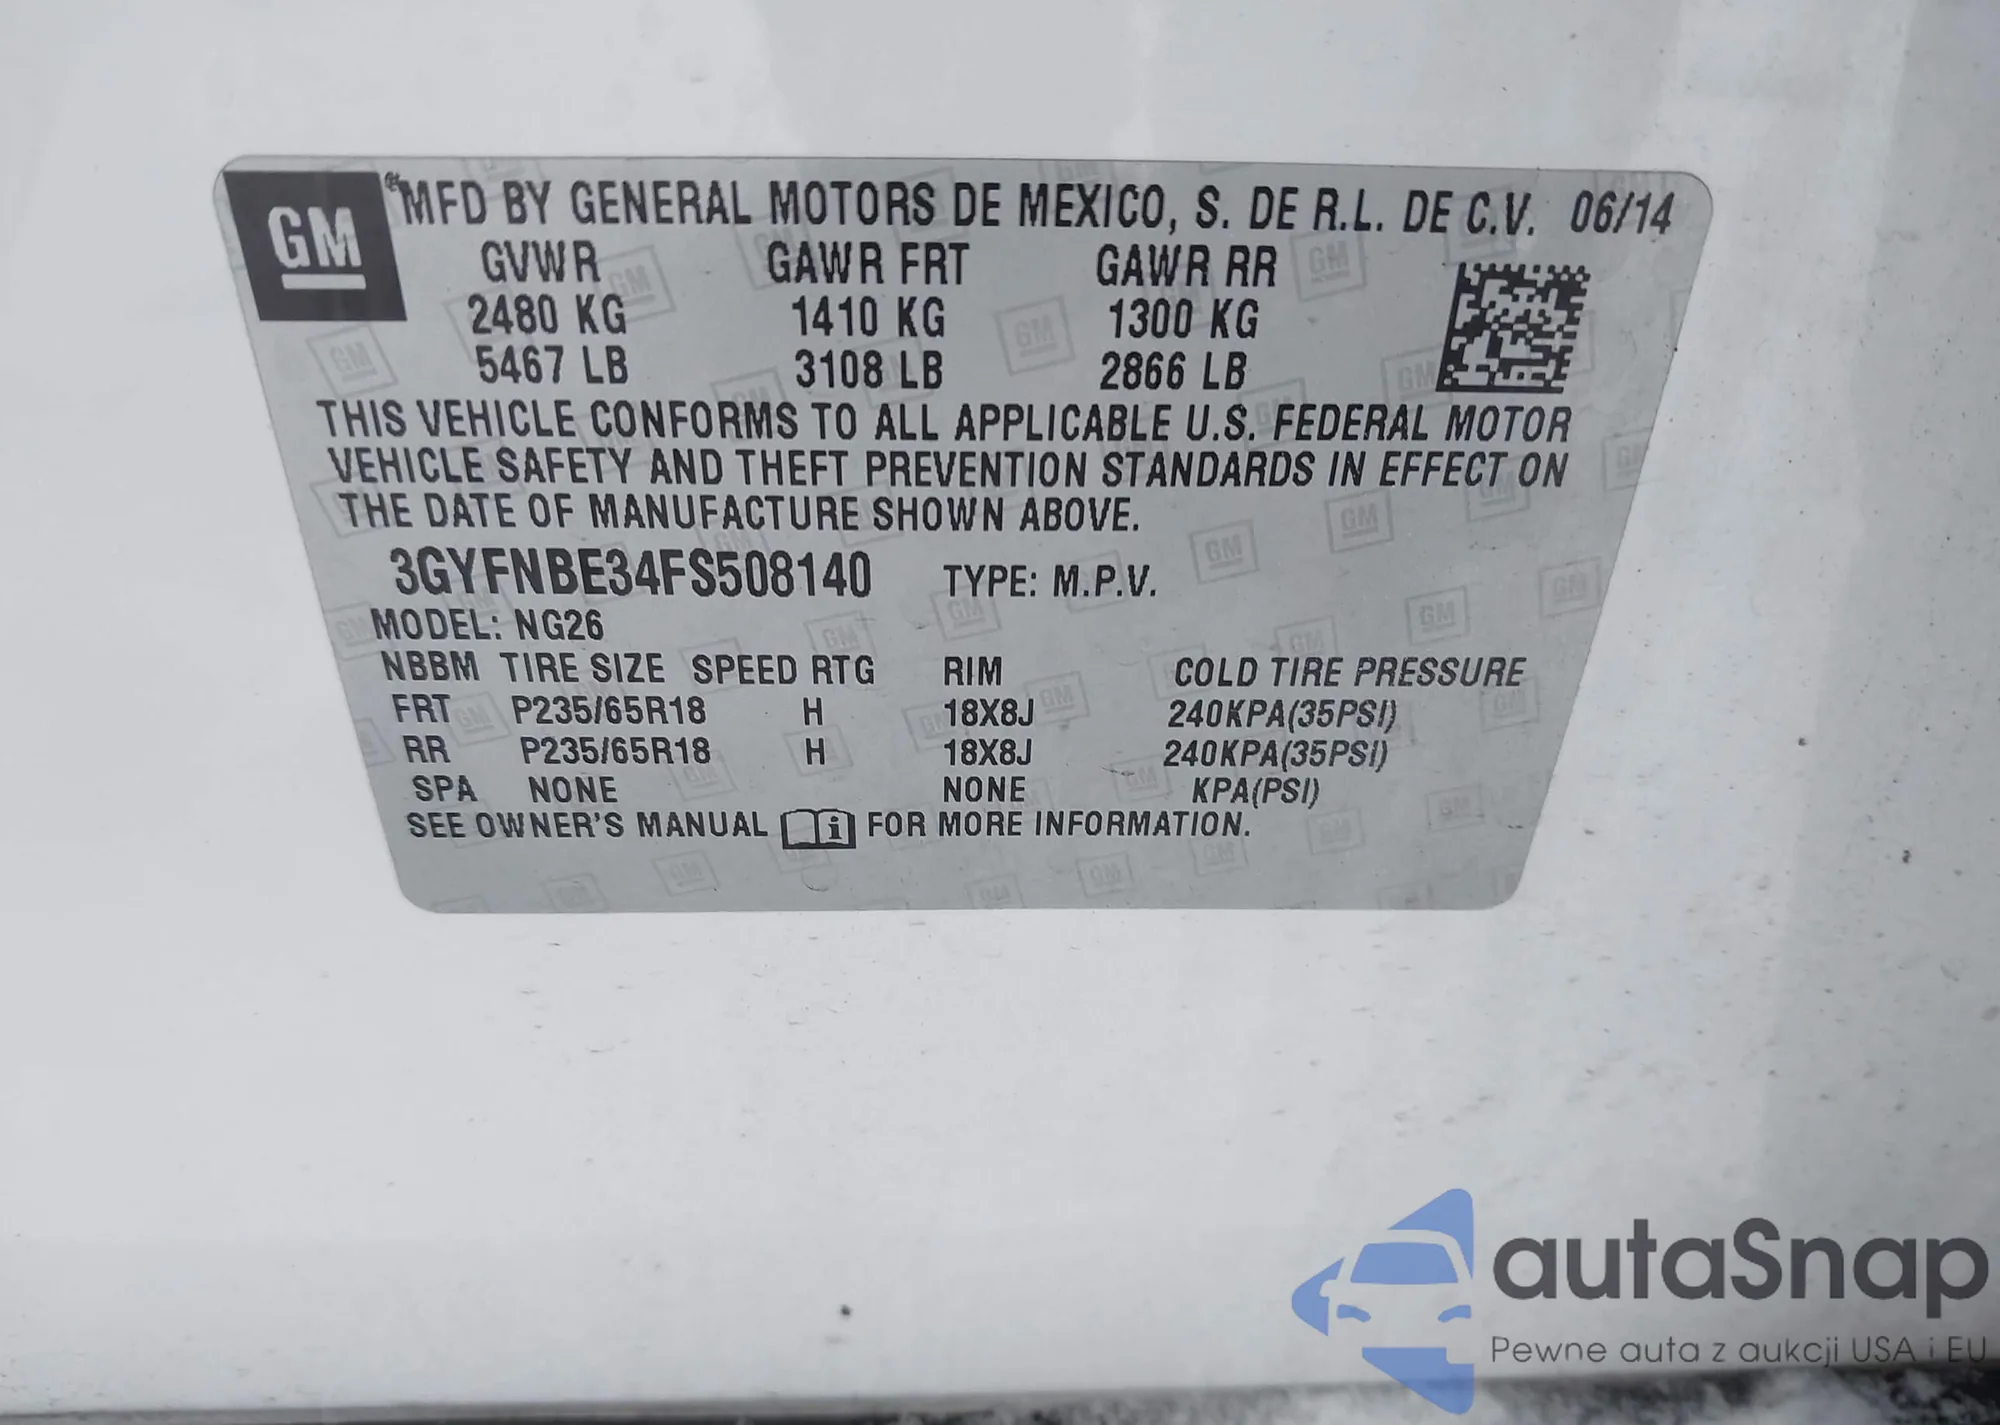 GM
MFD BY GENERAL MOTORS DE MEXICO, S. DE R.L. DE C.V. 06/14
GVWR GAWR FRT GAWR RR
2480 KG 1410 KG 1300 KG
5467 LB 3108 LB 2866 LB
THIS VEHICLE CONFORMS TO ALL APPLICABLE U.S. FEDERAL MOTOR
VEHICLE SAFETY AND THEFT PREVENTION STANDARDS IN EFFECT ON
THE DATE OF MANUFACTURE SHOWN ABOVE.
3GYFNBE34FS508140 TYPE: M.P.V.
MODEL: NG26
NBBM TIRE SIZE SPEED RTG RIM COLD TIRE PRESSURE
FRT P235/65R18 H 18X8J 240KPA(35PSI)
RR P235/65R18 H 18X8J 240KPA(35PSI)
SPA NONE NONE KPA(PSI)
SEE OWNER'S MANUAL i FOR MORE INFORMATION.
autaSnap
Pewne auta z aukcji USA i EU